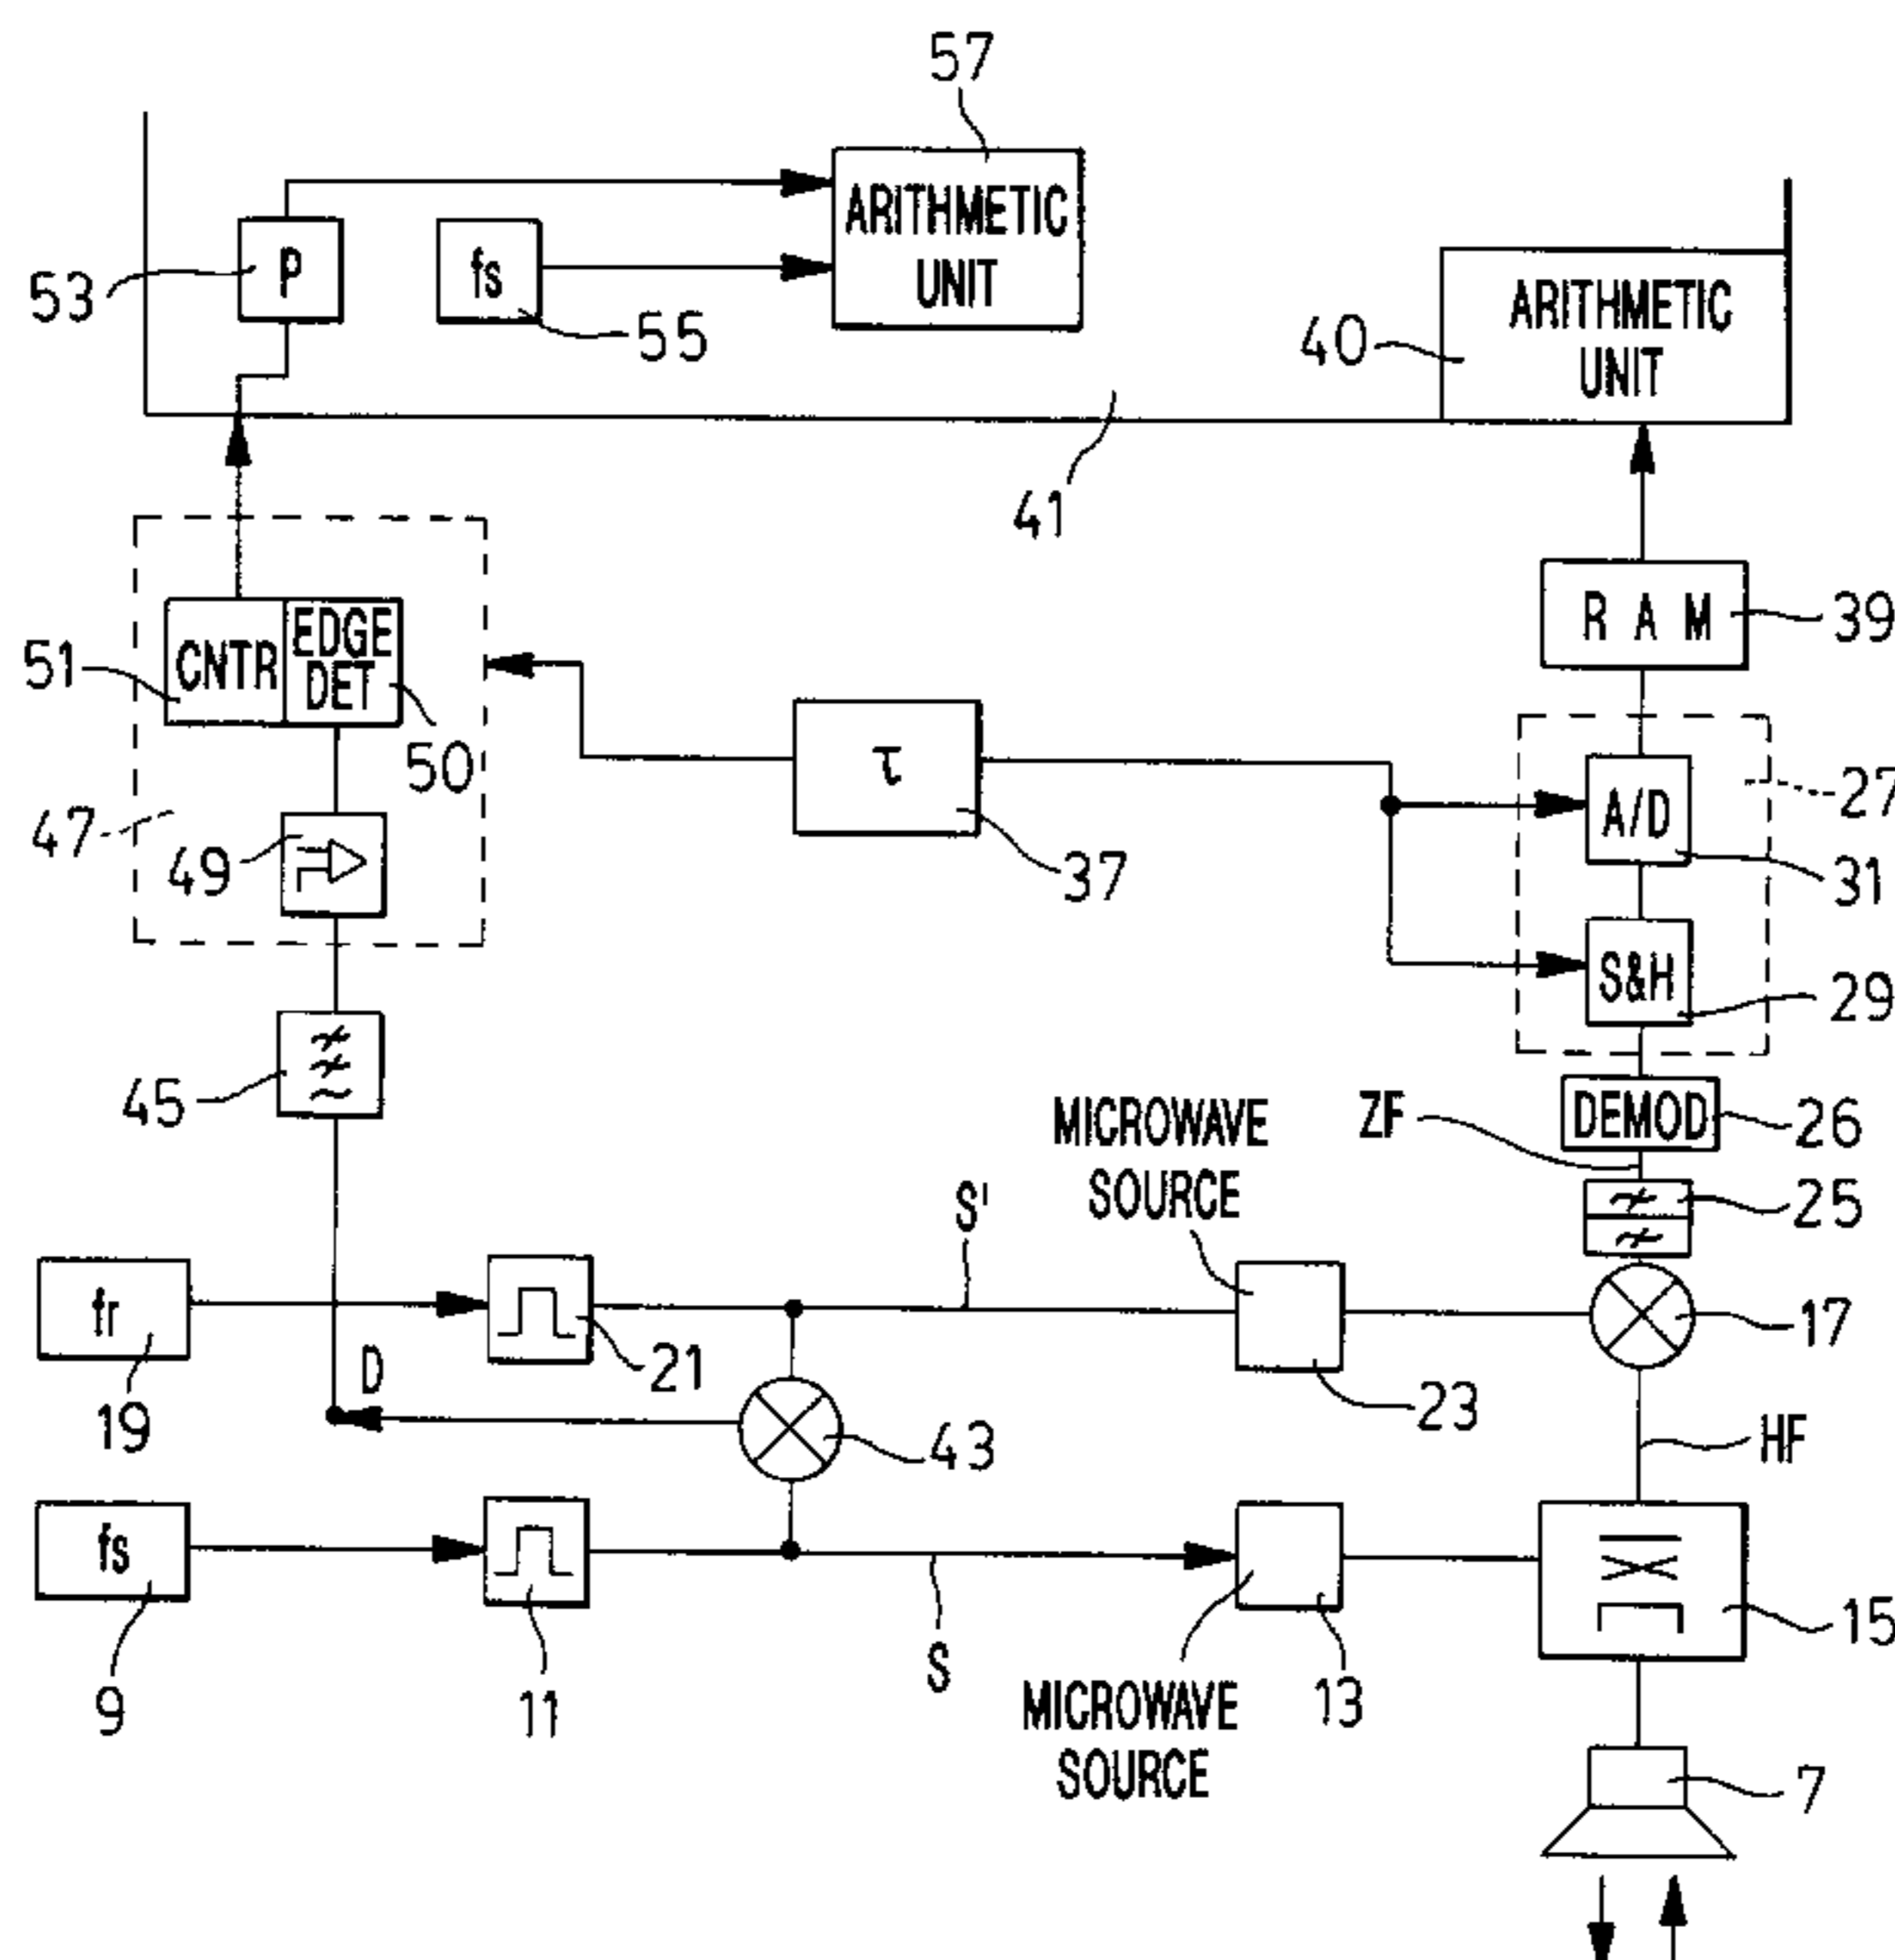 57
ARITHMETIC
UNIT
53
P
fs
55
40
ARITHMETIC
UNIT
41
51
CNTR
EDGE
DET
50
R A M
39
47
49
τ
37
A/D
27
31
S&H
29
45
MICROWAVE
SOURCE
ZF
DEMOD
26
25
S'
fr
19
21
D
43
23
17
HF
fs
9
11
S
MICROWAVE
SOURCE
13
15
7